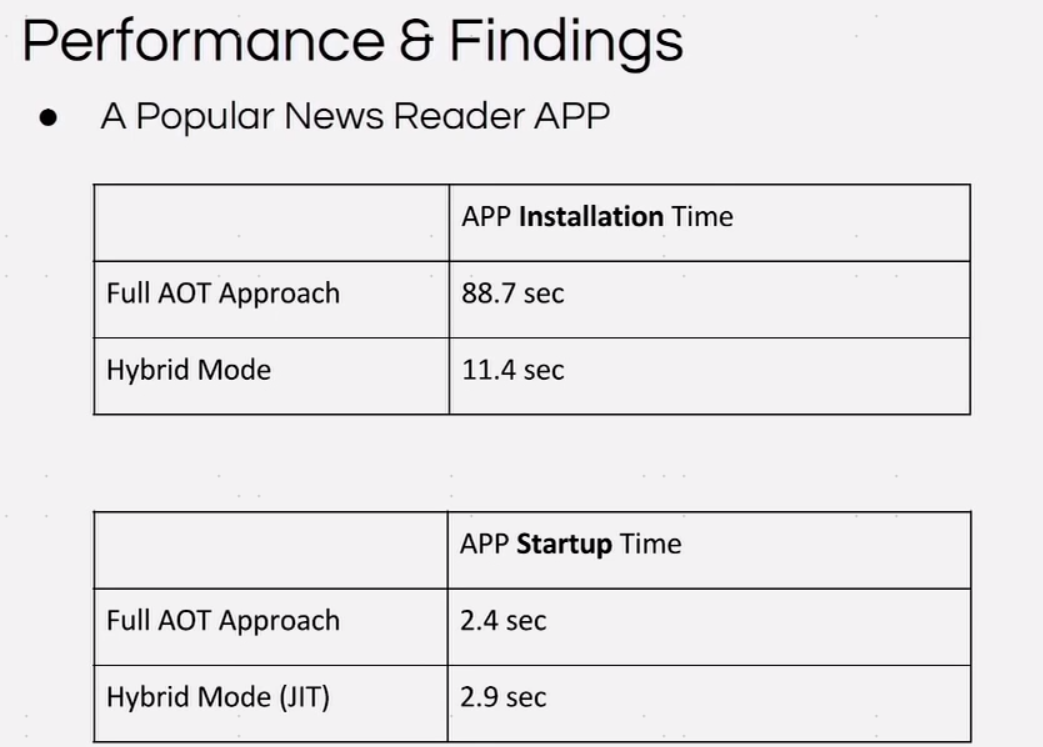 Performance & Findings
● A Popular News Reader APP
APP Installation Time
Full AOT Approach 88.7 sec
Hybrid Mode 11.4 sec
APP Startup Time
Full AOT Approach 2.4 sec
Hybrid Mode (JIT) 2.9 sec